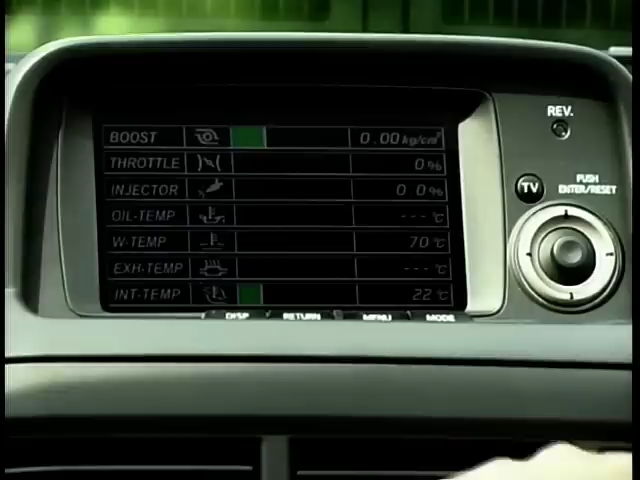 REV.
BOOST 0.00 kg/cm²
THROTTLE 0%
PUSH
ENTER/RESET
TV
INJECTOR 0.0%
OIL-TEMP ---℃
W-TEMP 70℃
EXH-TEMP ---℃
INT-TEMP 22℃
DISP RETURN MENU MODE